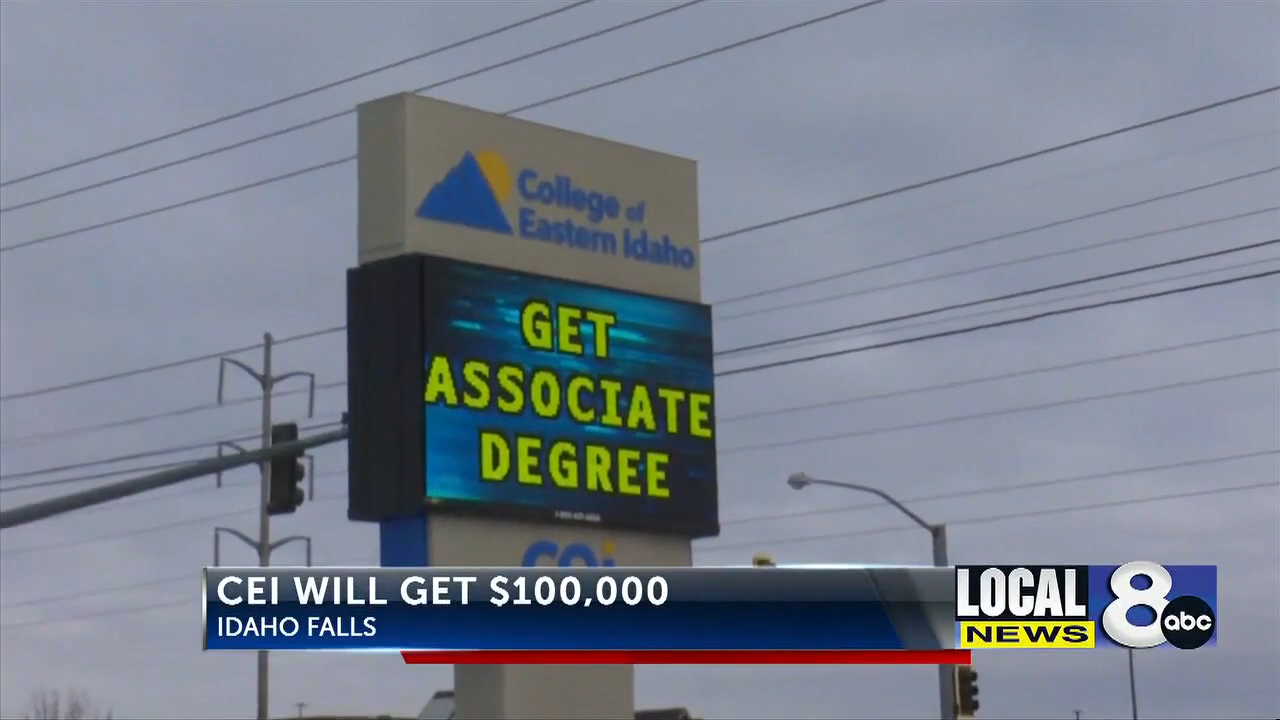 College of
Eastern Idaho
GET
ASSOCIATE
DEGREE
CEI WILL GET $100,000
IDAHO FALLS
LOCAL
NEWS
8
abc